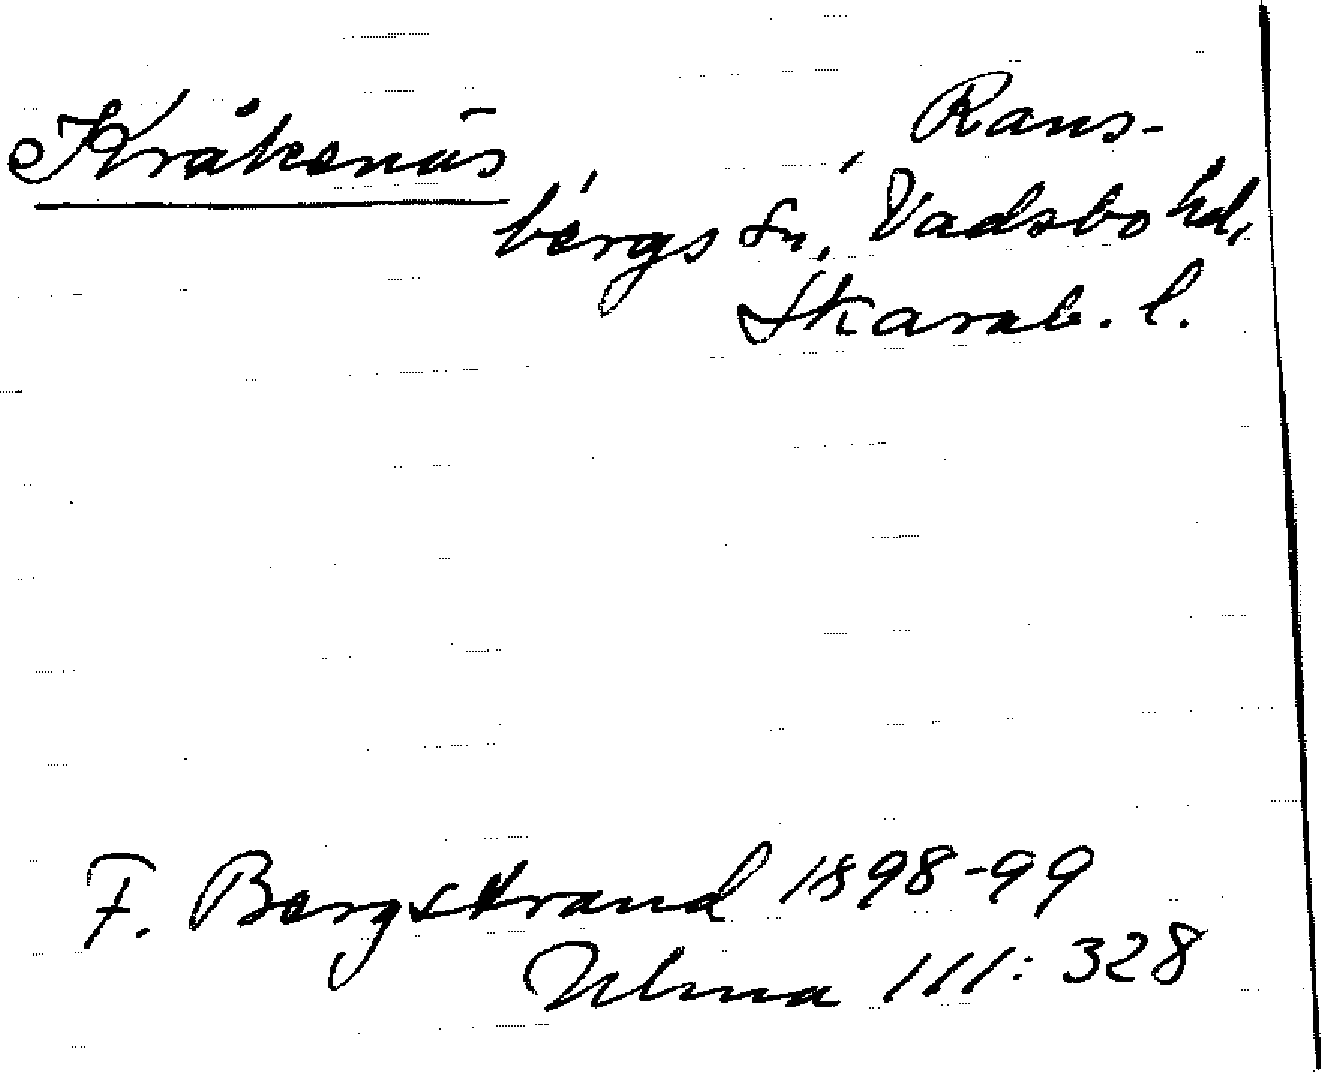 Kråkenäs, Rans-
bergs sn, Vadsbo hd,
Skarab. l.
F. Bergstrand 1898-99
Ulma 111: 328